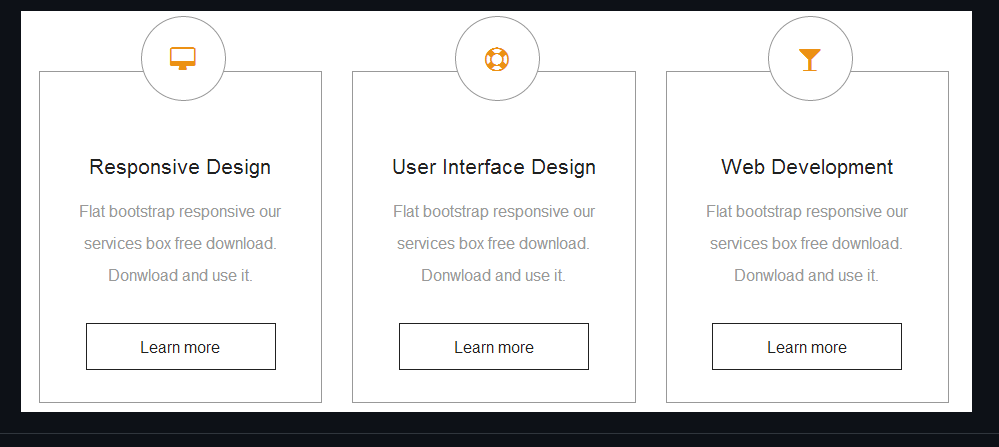 Responsive Design
Flat bootstrap responsive our
services box free download.
Donwload and use it.
Learn more
User Interface Design
Flat bootstrap responsive our
services box free download.
Donwload and use it.
Learn more
Web Development
Flat bootstrap responsive our
services box free download.
Donwload and use it.
Learn more